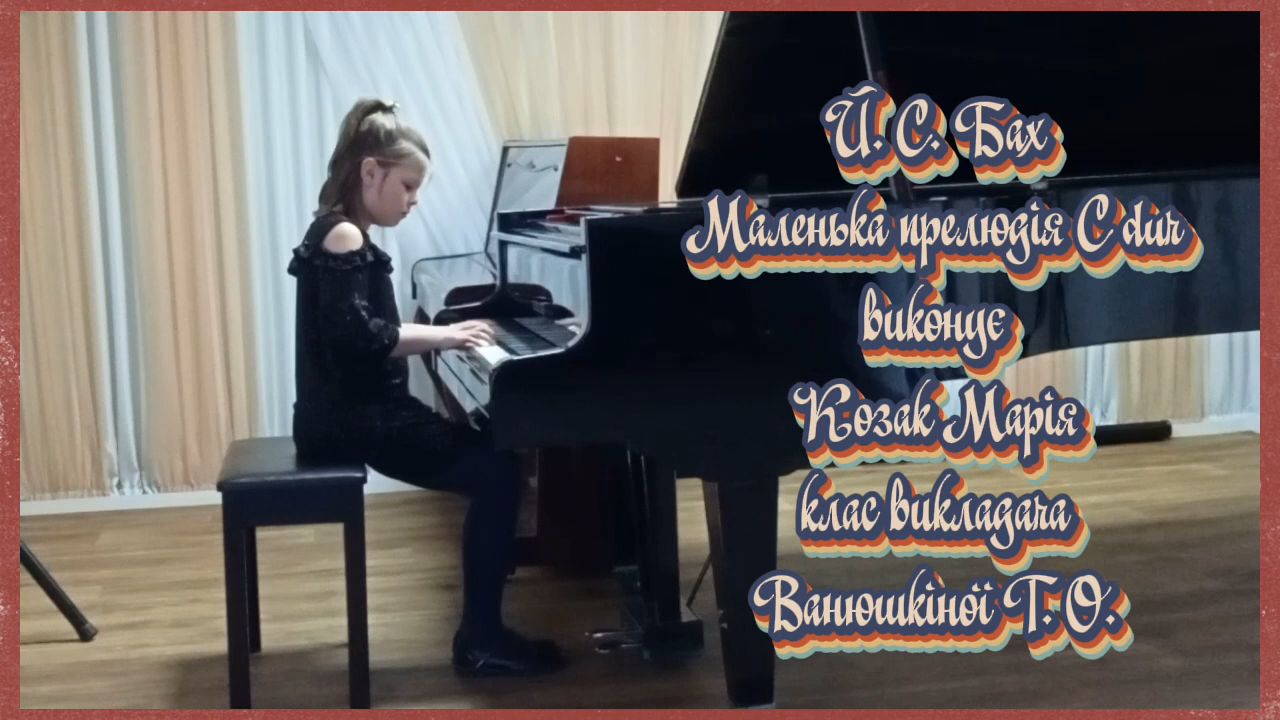 Й. С. Бах
Маленька прелюдія C dur
виконує
Козак Марія
клас викладача
Ванюшкіної Т. О.